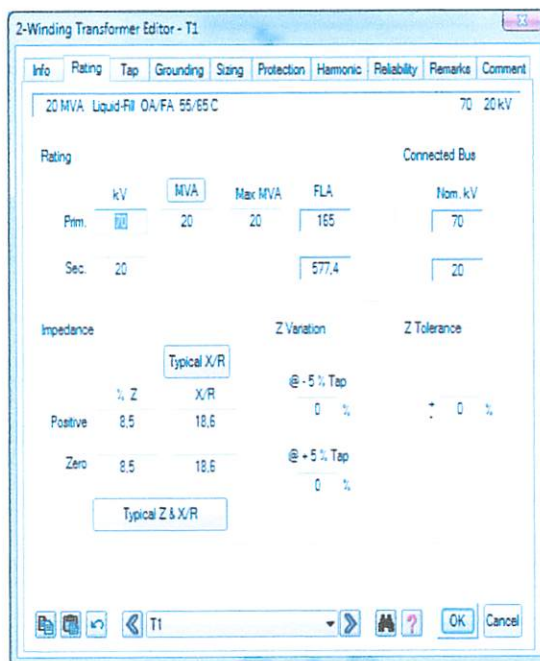 2-Winding Transformer Editor - T1
Info Rating Tap Grounding Sizing Protection Harmonic Reliability Remarks Comment
20 MVA Liquid-Fill OA/FA 55/65 C 70 20 kV
Rating Connected Bus
kV MVA Max MVA FLA Nom. kV
Prim. 70 20 20 165 70
Sec. 20 577,4 20
Impedance Z Variation Z Tolerance
Typical X/R
% Z X/R @ - 5 % Tap
Positive 8,5 18,6 0 % ± 0 %
Zero 8,5 18,6 @ + 5 % Tap
0 %
Typical Z & X/R
T1 ? OK Cancel